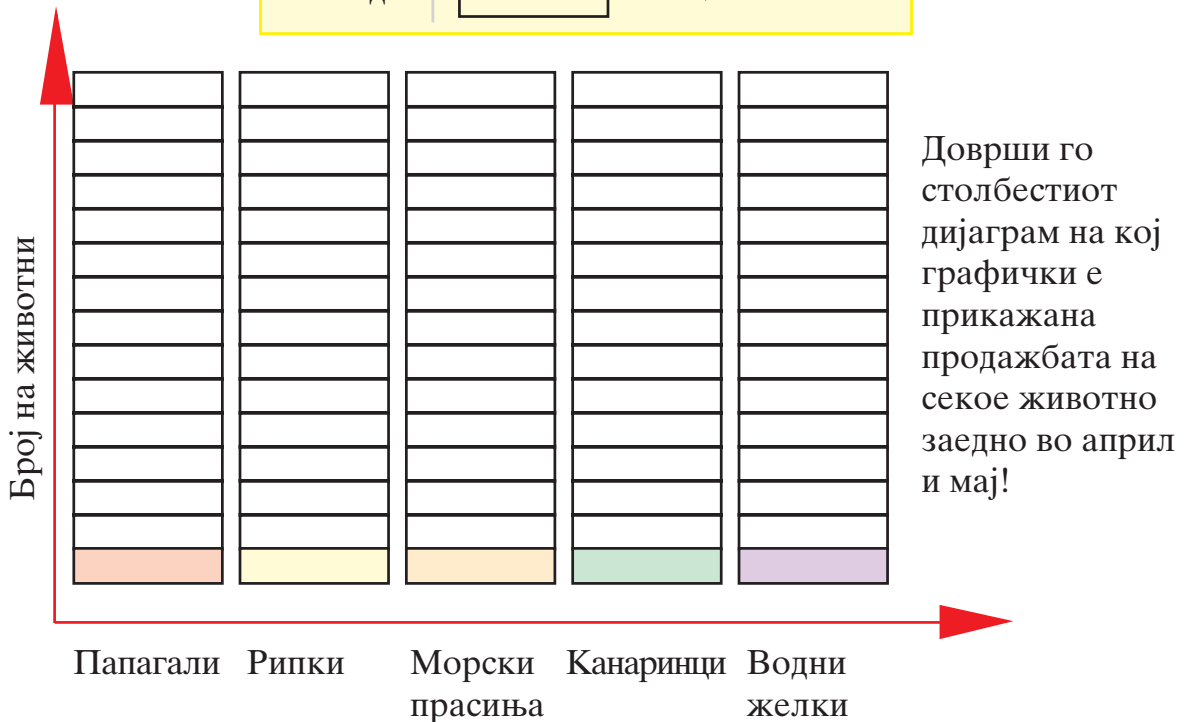 Број на животни
Доврши го
столбестиот
дијаграм на кој
графички е
прикажана
продажбата на
секое животно
заедно во април
и мај!
Папагали Рипки Морски прасиња Канаринци Водни желки